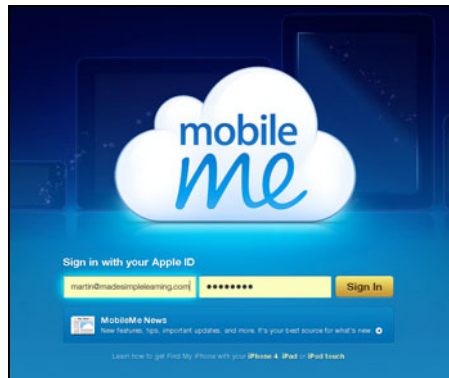 mobile
me
Sign in with your Apple ID
martin@madesimplelearning.com ●●●●●●●● Sign In
MobileMe News
New features, tips, important updates, and more. It's your best source for what's new.
Learn how to get Find My iPhone with your iPhone 4, iPad or iPod touch.